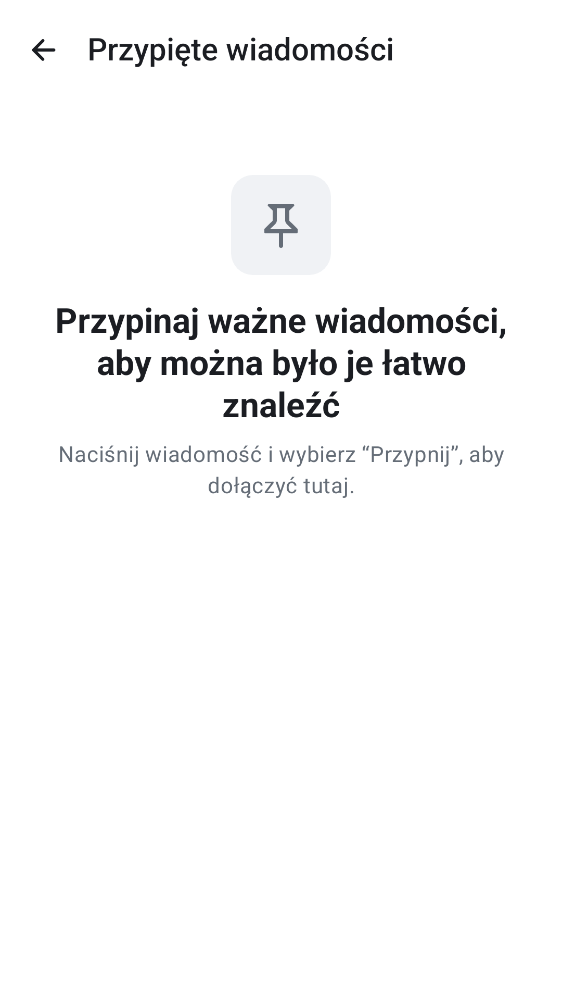 Przypięte wiadomości
Przypinaj ważne wiadomości,
aby można było je łatwo
znaleźć
Naciśnij wiadomość i wybierz “Przypnij”, aby
dołączyć tutaj.